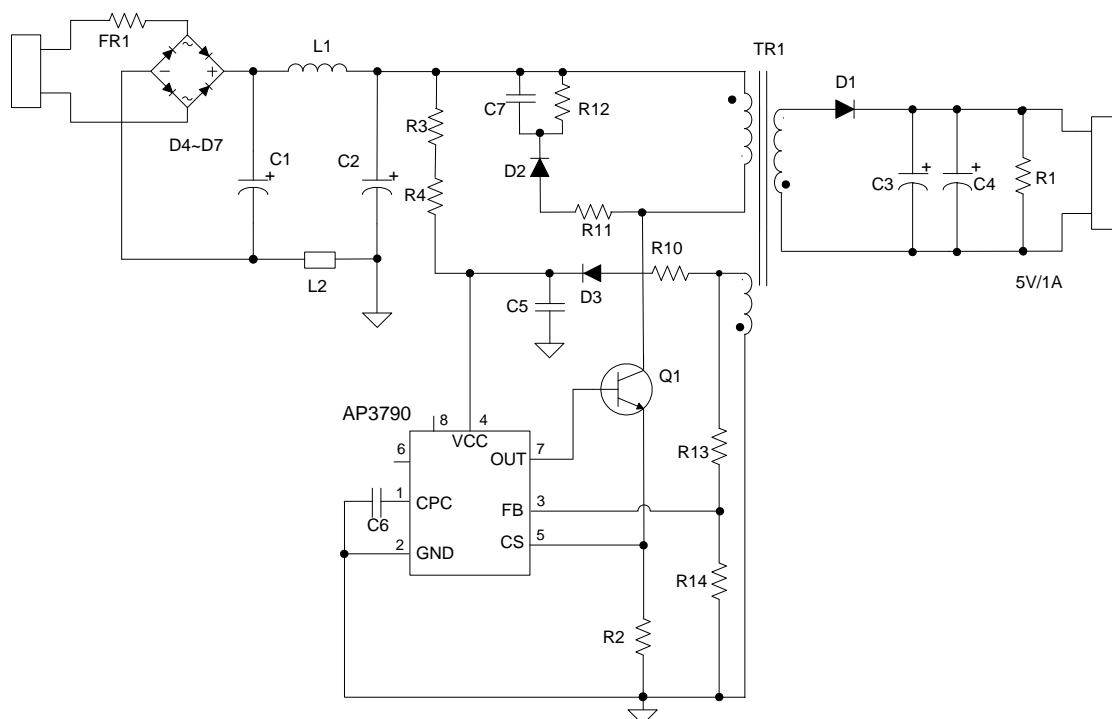 TR1
L1
FR1
D1
C7
R12
R3
D4~D7
C1
C2
D2
R4
C3
C4
R1
R11
R10
L2
C5
D3
5V/1A
Q1
AP3790
8
4
VCC
6
OUT
7
R13
1
CPC
FB
3
C6
CS
5
2
GND
R14
R2
~
-
+
~
+
+
+
+